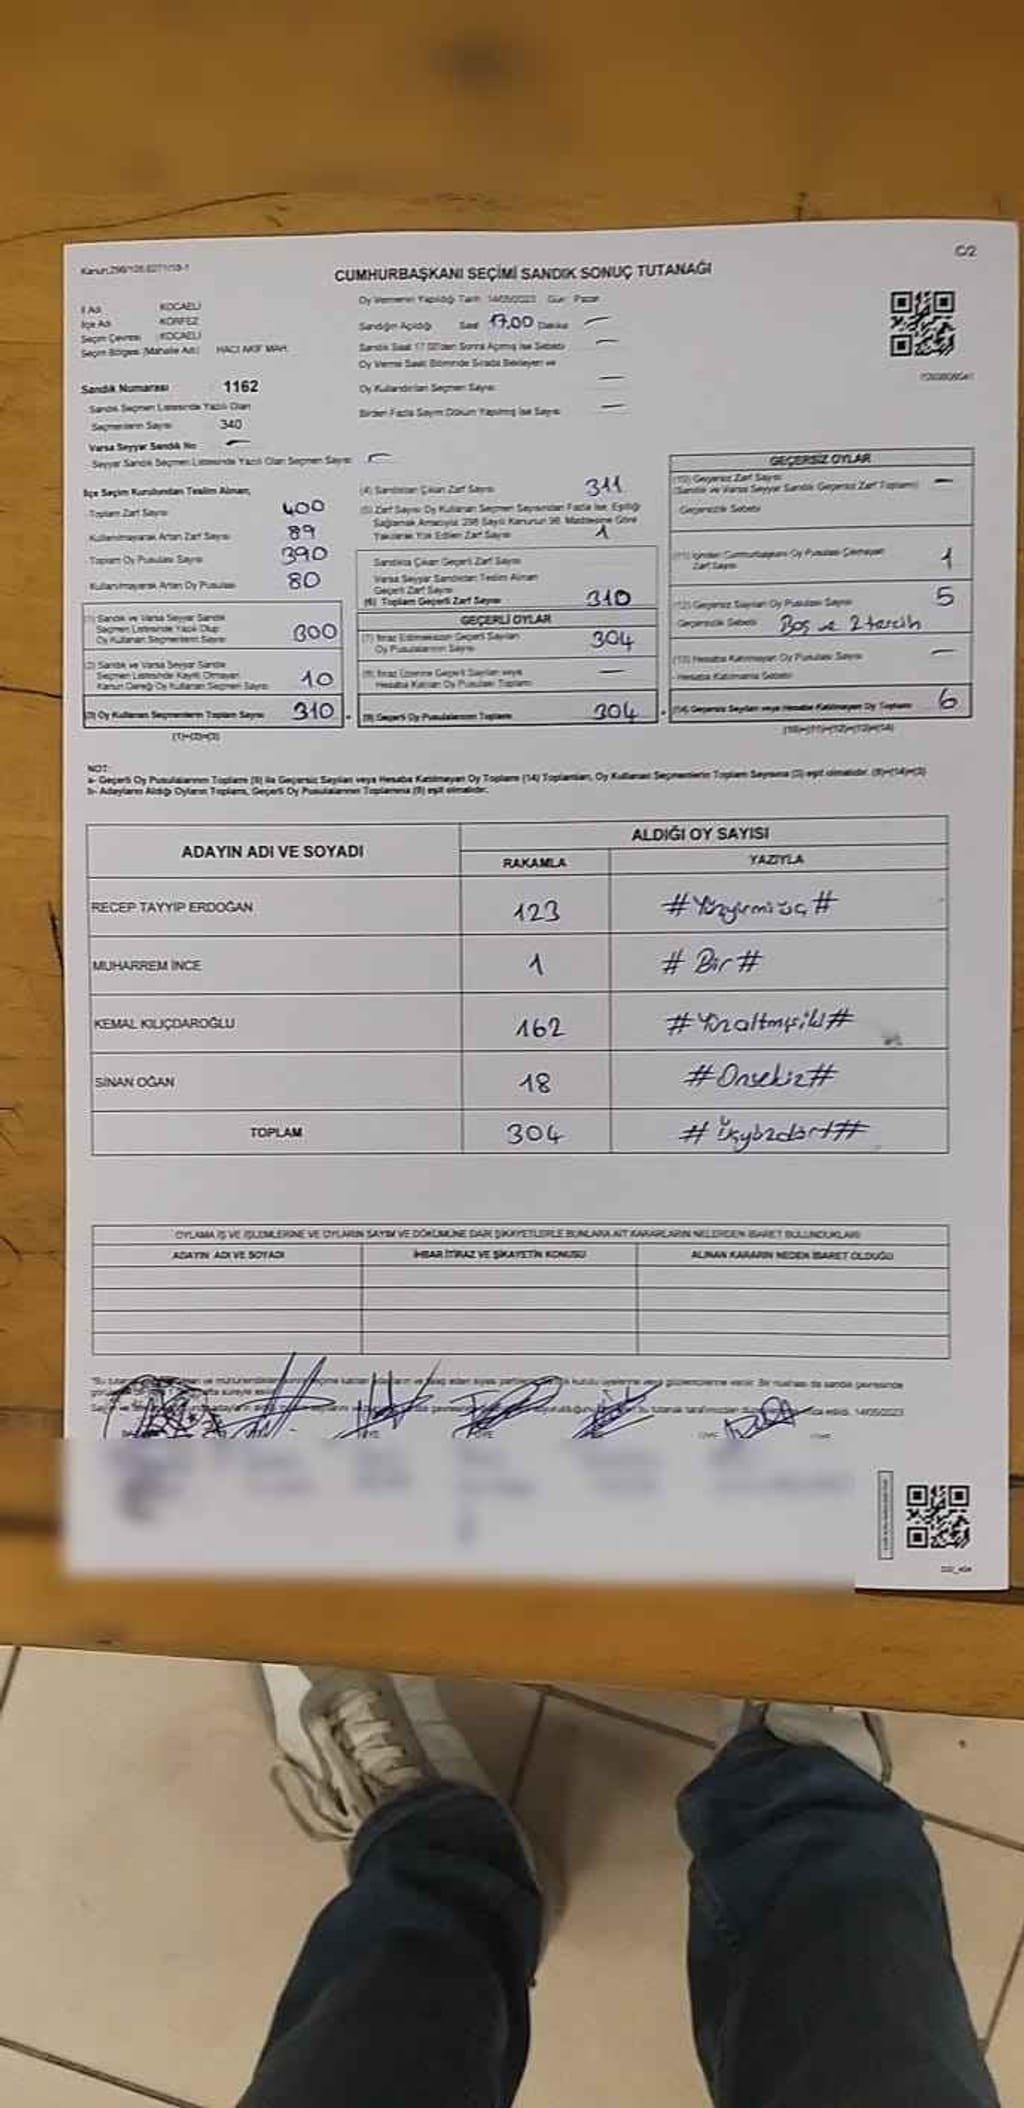 Kanun:298/105,6271/18-1
C/2
CUMHURBAŞKANI SEÇİMİ SANDIK SONUÇ TUTANAĞI
İl Adı KOCAELİ
İlçe Adı KÖRFEZ
Seçim Çevresi :KOCAELİ
Seçim Bölgesi (Mahalle Adı) HACI AKİF MAH.
Oy Vermenin Yapıldığı Tarih 14/05/2023 Gün Pazar
Sandığın Açıldığı Saat 17.00 Dakika —
Sandık Saat 17.00'den Sonra Açılmış İse Sebebi —
Oy Verme Saati Bitiminde Sırada Bekleyen ve
Oy Kullandırılan Seçmen Sayısı —
Birden Fazla Sayım Döküm Yapılmış İse Sayısı —
Sandık Numarası 1162
Sandık Seçmen Listesinde Yazılı Olan
Seçmenlerin Sayısı 340
Varsa Seyyar Sandık No —
Seyyar Sandık Seçmen Listesinde Yazılı Olan Seçmen Sayısı —
İlçe Seçim Kurulundan Teslim Alınan;
Toplam Zarf Sayısı 400
Kullanılmayarak Artan Zarf Sayısı 89
Toplam Oy Pusulası Sayısı 390
Kullanılmayarak Artan Oy Pusulası 80
(1) Sandık ve Varsa Seyyar Sandık
Seçmen Listesinde Yazılı Olup
Oy Kullanan Seçmenlerin Sayısı 300
(2) Sandık ve Varsa Seyyar Sandık
Seçmen Listesinde Kayıtlı Olmayan
Kanun Gereği Oy Kullanan Seçmen Sayısı 10
(3) Oy Kullanan Seçmenlerin Toplam Sayısı 310
(1)+(2)=(3)
(4) Sandıktan Çıkan Zarf Sayısı 311
(5) Zarf Sayısı Oy Kullanan Seçmen Sayısından Fazla İse, Eşitliği
Sağlamak Amacıyla 298 Sayılı Kanunun 98. Maddesine Göre
Yakılarak Yok Edilen Zarf Sayısı 1
Sandıkta Çıkan Geçerli Zarf Sayısı
Varsa Seyyar Sandıktan Teslim Alınan
Geçerli Zarf Sayısı
(6) Toplam Geçerli Zarf Sayısı 310
GEÇERLİ OYLAR
(7) İtiraz Edilmeksizin Geçerli Sayılan
Oy Pusulalarının Sayısı 304
(8) İtiraz Üzerine Geçerli Sayılan veya
Hesaba Katılan Oy Pusulası Toplamı —
(9) Geçerli Oy Pusulalarının Toplamı 304
GEÇERSİZ OYLAR
(10) Geçersiz Zarf Sayısı —
(Sandık ve Varsa Seyyar Sandık Geçersiz Zarf Toplamı)
Geçersizlik Sebebi
(11) İçinden Cumhurbaşkanı Oy Pusulası Çıkmayan
Zarf Sayısı 1
(12) Geçersiz Sayılan Oy Pusulası Sayısı 5
Geçersizlik Sebebi Boş ve 2 tercih
(13) Hesaba Katılmayan Oy Pusulası Sayısı —
Hesaba Katılmama Sebebi
(14) Geçersiz Sayılan veya Hesaba Katılmayan Oy Toplamı 6
(10)+(11)+(12)+(13)=(14)
NOT:
a- Geçerli Oy Pusulalarının Toplamı (9) ile Geçersiz Sayılan veya Hesaba Katılmayan Oy Toplamı (14) Toplamları, Oy Kullanan Seçmenlerin Toplam Sayısına (3) eşit olmalıdır. (9)+(14)=(3)
b- Adayların Aldığı Oyların Toplamı, Geçerli Oy Pusulalarının Toplamına (9) eşit olmalıdır.
ADAYIN ADI VE SOYADI ALDIĞI OY SAYISI
RAKAMLA YAZIYLA
RECEP TAYYİP ERDOĞAN 123 #Yüzyirmiüç#
MUHARREM İNCE 1 #Bir#
KEMAL KILIÇDAROĞLU 162 #Yüzaltmışiki#
SİNAN OĞAN 18 #Onsekiz#
TOPLAM 304 #Üçyüzdört#
OYLAMA İŞ VE İŞLEMLERİNE VE OYLARIN SAYIM VE DÖKÜMÜNE DAİR ŞİKAYETLERLE BUNLARA AİT KARARLARIN NELERDEN İBARET BULUNDUKLARI
ADAYIN ADI VE SOYADI İHBAR İTİRAZ VE ŞİKAYETİN KONUSU ALINAN KARARIN NEDEN İBARET OLDUĞU
14/05/2023